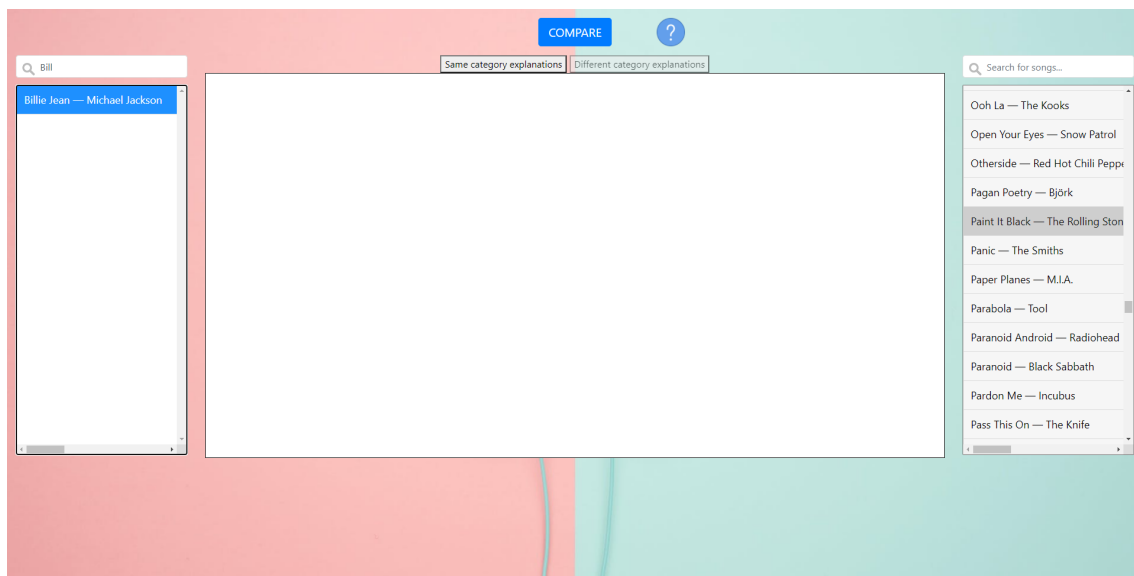 COMPARE
?
Bill
Same category explanations
Different category explanations
Search for songs...
Billie Jean — Michael Jackson
Ooh La — The Kooks
Open Your Eyes — Snow Patrol
Otherside — Red Hot Chili Peppe
Pagan Poetry — Björk
Paint It Black — The Rolling Ston
Panic — The Smiths
Paper Planes — M.I.A.
Parabola — Tool
Paranoid Android — Radiohead
Paranoid — Black Sabbath
Pardon Me — Incubus
Pass This On — The Knife